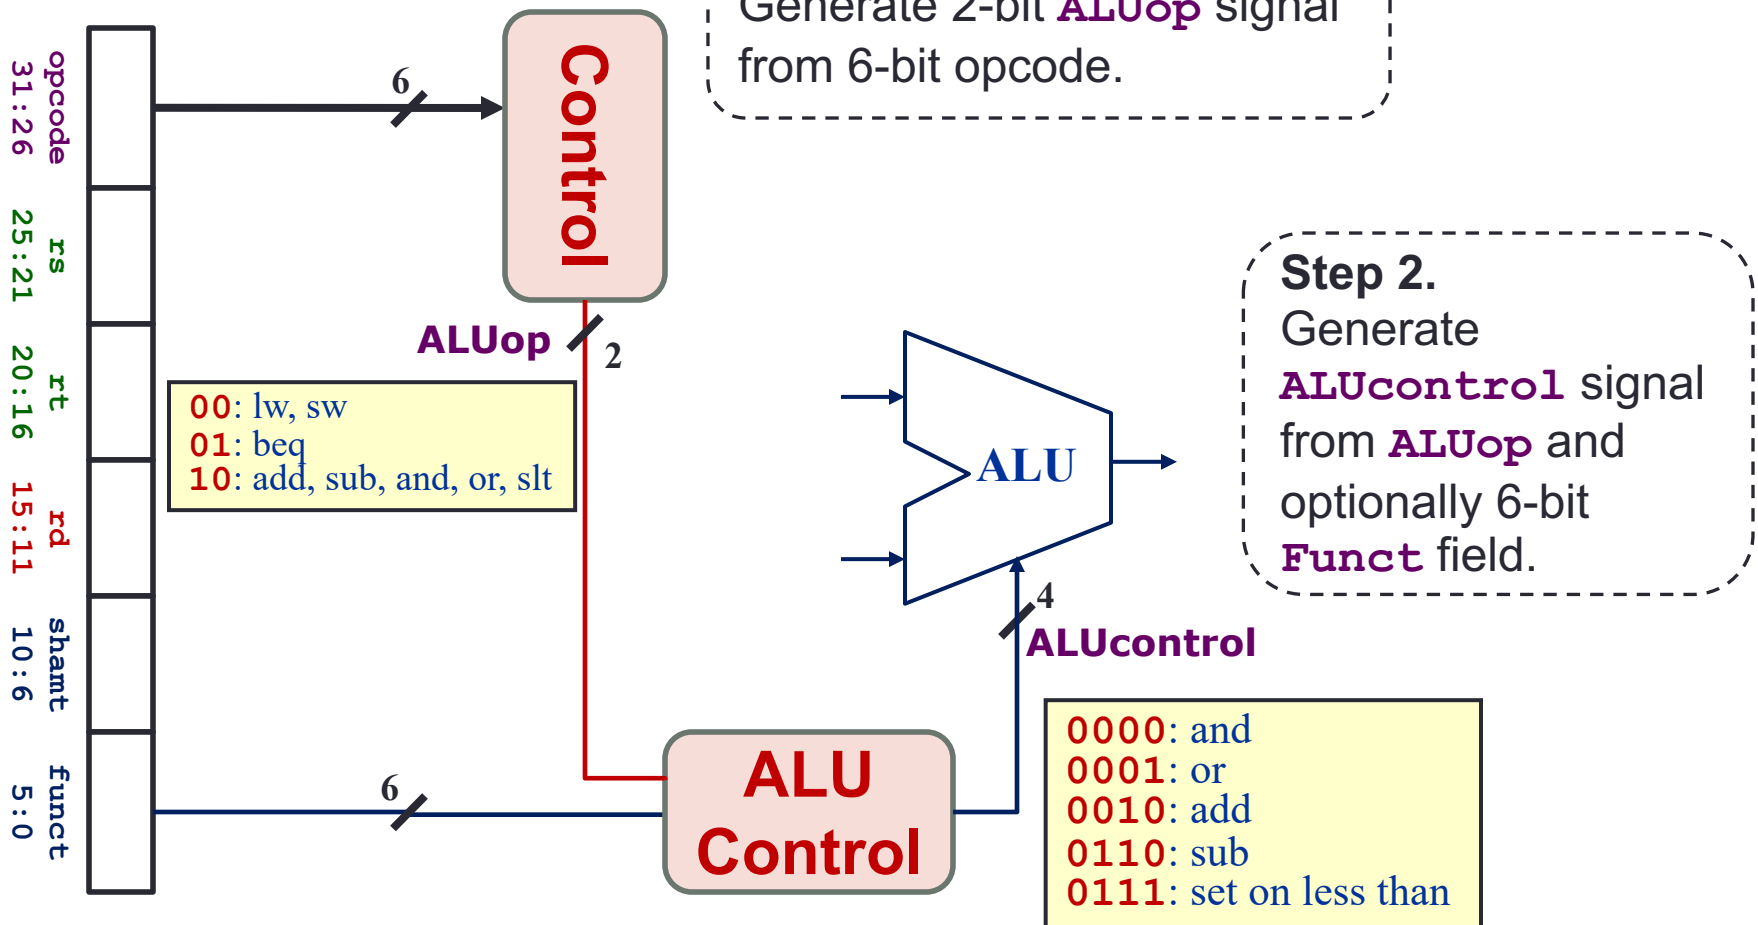 Generate 2-bit ALUop signal
from 6-bit opcode.
opcode
31:26
rs
25:21
rt
20:16
rd
15:11
shamt
10:6
funct
5:0
6
Control
ALUop
2
00: lw, sw
01: beq
10: add, sub, and, or, slt
ALU
4
ALUcontrol
Step 2.
Generate
ALUcontrol signal
from ALUop and
optionally 6-bit
Funct field.
6
ALU
Control
0000: and
0001: or
0010: add
0110: sub
0111: set on less than